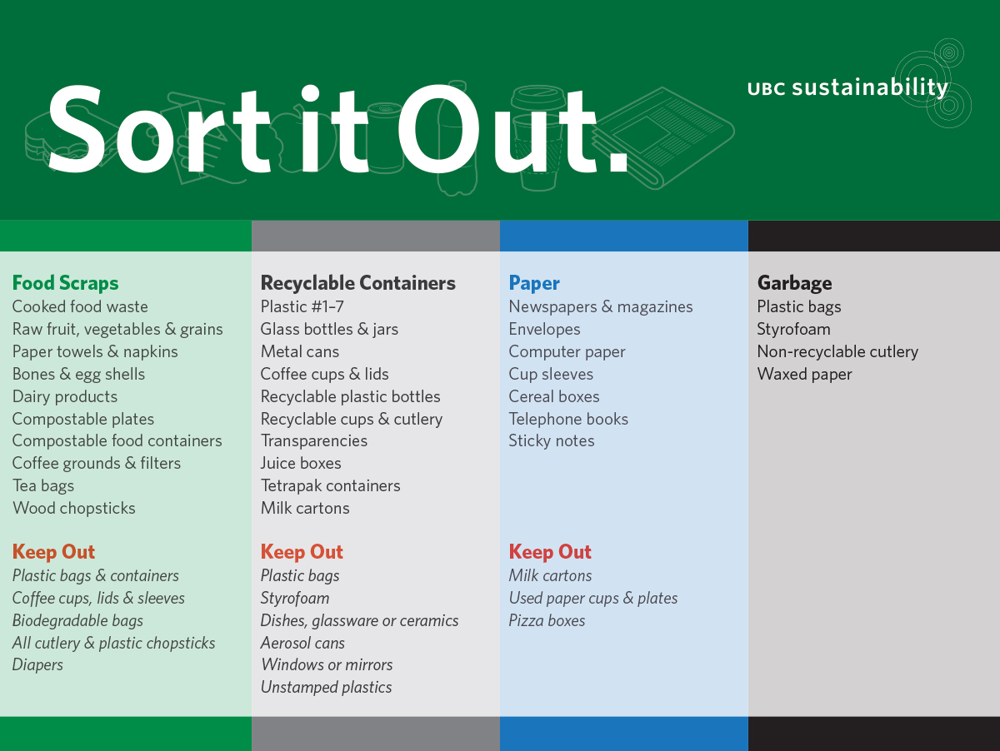 Sort it Out.
UBC sustainability
Food Scraps
Cooked food waste
Raw fruit, vegetables & grains
Paper towels & napkins
Bones & egg shells
Dairy products
Compostable plates
Compostable food containers
Coffee grounds & filters
Tea bags
Wood chopsticks
Keep Out
Plastic bags & containers
Coffee cups, lids & sleeves
Biodegradable bags
All cutlery & plastic chopsticks
Diapers
Recyclable Containers
Plastic #1–7
Glass bottles & jars
Metal cans
Coffee cups & lids
Recyclable plastic bottles
Recyclable cups & cutlery
Transparencies
Juice boxes
Tetrapak containers
Milk cartons
Keep Out
Plastic bags
Styrofoam
Dishes, glassware or ceramics
Aerosol cans
Windows or mirrors
Unstamped plastics
Paper
Newspapers & magazines
Envelopes
Computer paper
Cup sleeves
Cereal boxes
Telephone books
Sticky notes
Keep Out
Milk cartons
Used paper cups & plates
Pizza boxes
Garbage
Plastic bags
Styrofoam
Non-recyclable cutlery
Waxed paper